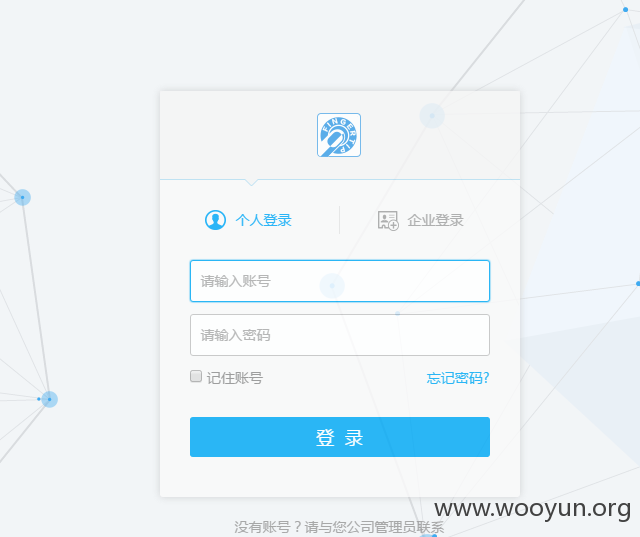 FINGERTIP
个人登录
企业登录
请输入账号
请输入密码
记住账号
忘记密码?
登 录
www.wooyun.org
没有账号？请与您公司管理员联系